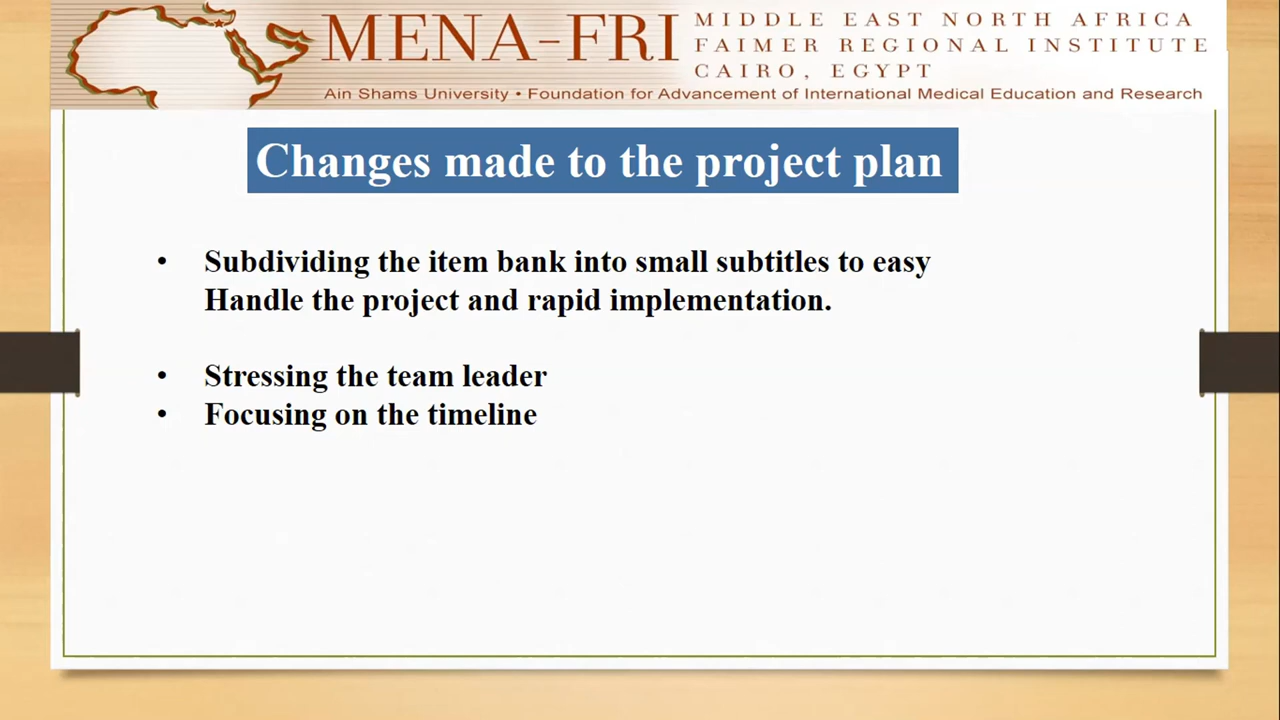 MENA-FRI
MIDDLE EAST NORTH AFRICA
FAIMER REGIONAL INSTITUTE
CAIRO, EGYPT
Ain Shams University • Foundation for Advancement of International Medical Education and Research
Changes made to the project plan
• Subdividing the item bank into small subtitles to easy
Handle the project and rapid implementation.
• Stressing the team leader
• Focusing on the timeline